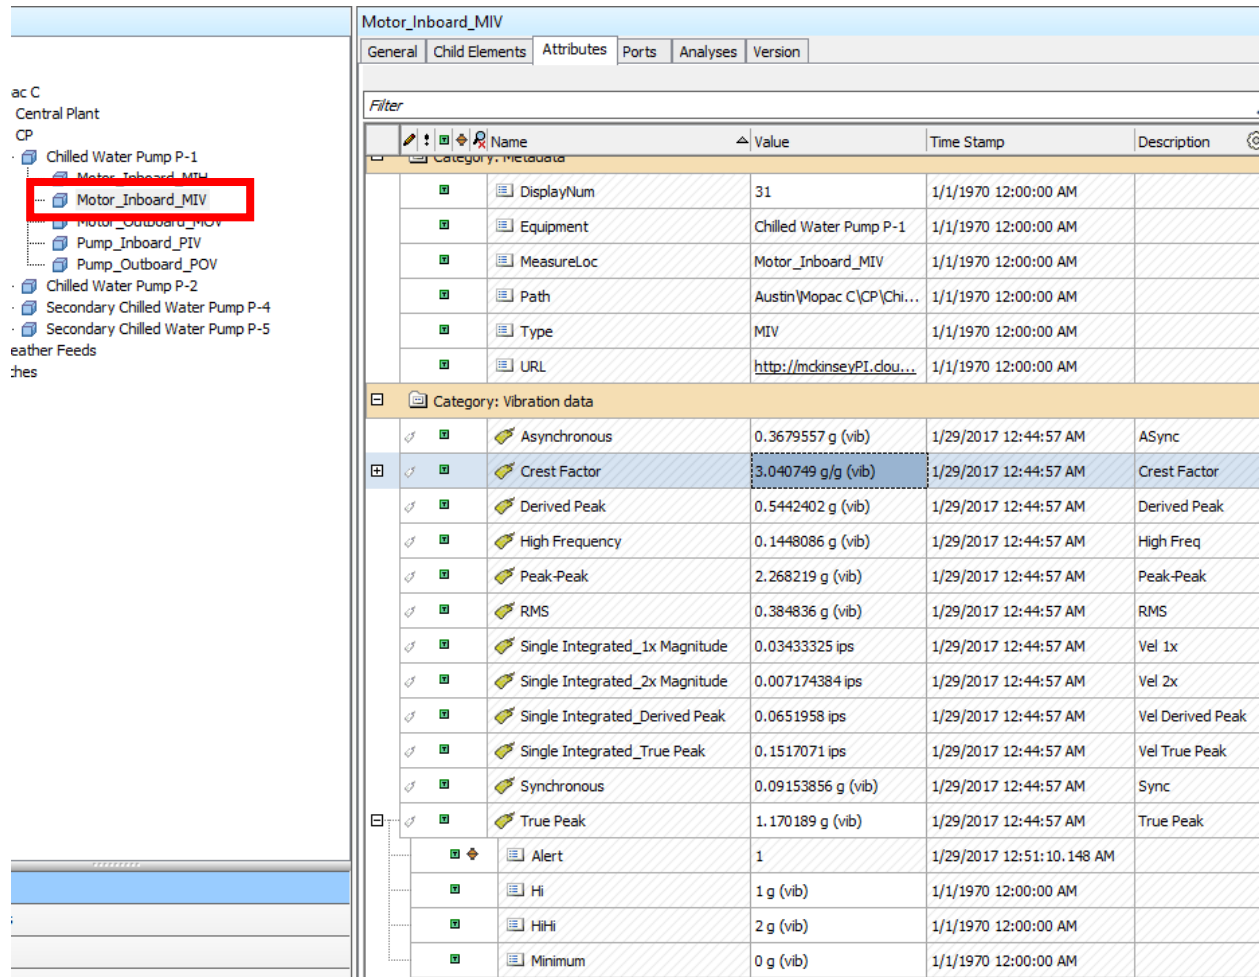 ac C
Central Plant
CP
Chilled Water Pump P-1
Motor_Inboard_MIH
Motor_Inboard_MIV
Motor_Outboard_MOV
Pump_Inboard_PIV
Pump_Outboard_POV
Chilled Water Pump P-2
Secondary Chilled Water Pump P-4
Secondary Chilled Water Pump P-5
eather Feeds
ches
Motor_Inboard_MIV
General Child Elements Attributes Ports Analyses Version
Filter
Name Value Time Stamp Description
Category: Metadata
DisplayNum 31 1/1/1970 12:00:00 AM
Equipment Chilled Water Pump P-1 1/1/1970 12:00:00 AM
MeasureLoc Motor_Inboard_MIV 1/1/1970 12:00:00 AM
Path Austin\Mopac C\CP\Chi... 1/1/1970 12:00:00 AM
Type MIV 1/1/1970 12:00:00 AM
URL http://mckinseyPI.clou... 1/1/1970 12:00:00 AM
Category: Vibration data
Asynchronous 0.3679557 g (vib) 1/29/2017 12:44:57 AM ASync
Crest Factor 3.040749 g/g (vib) 1/29/2017 12:44:57 AM Crest Factor
Derived Peak 0.5442402 g (vib) 1/29/2017 12:44:57 AM Derived Peak
High Frequency 0.1448086 g (vib) 1/29/2017 12:44:57 AM High Freq
Peak-Peak 2.268219 g (vib) 1/29/2017 12:44:57 AM Peak-Peak
RMS 0.384836 g (vib) 1/29/2017 12:44:57 AM RMS
Single Integrated_1x Magnitude 0.03433325 ips 1/29/2017 12:44:57 AM Vel 1x
Single Integrated_2x Magnitude 0.007174384 ips 1/29/2017 12:44:57 AM Vel 2x
Single Integrated_Derived Peak 0.0651958 ips 1/29/2017 12:44:57 AM Vel Derived Peak
Single Integrated_True Peak 0.1517071 ips 1/29/2017 12:44:57 AM Vel True Peak
Synchronous 0.09153856 g (vib) 1/29/2017 12:44:57 AM Sync
True Peak 1.170189 g (vib) 1/29/2017 12:44:57 AM True Peak
Alert 1 1/29/2017 12:51:10.148 AM
Hi 1 g (vib) 1/1/1970 12:00:00 AM
HiHi 2 g (vib) 1/1/1970 12:00:00 AM
Minimum 0 g (vib) 1/1/1970 12:00:00 AM